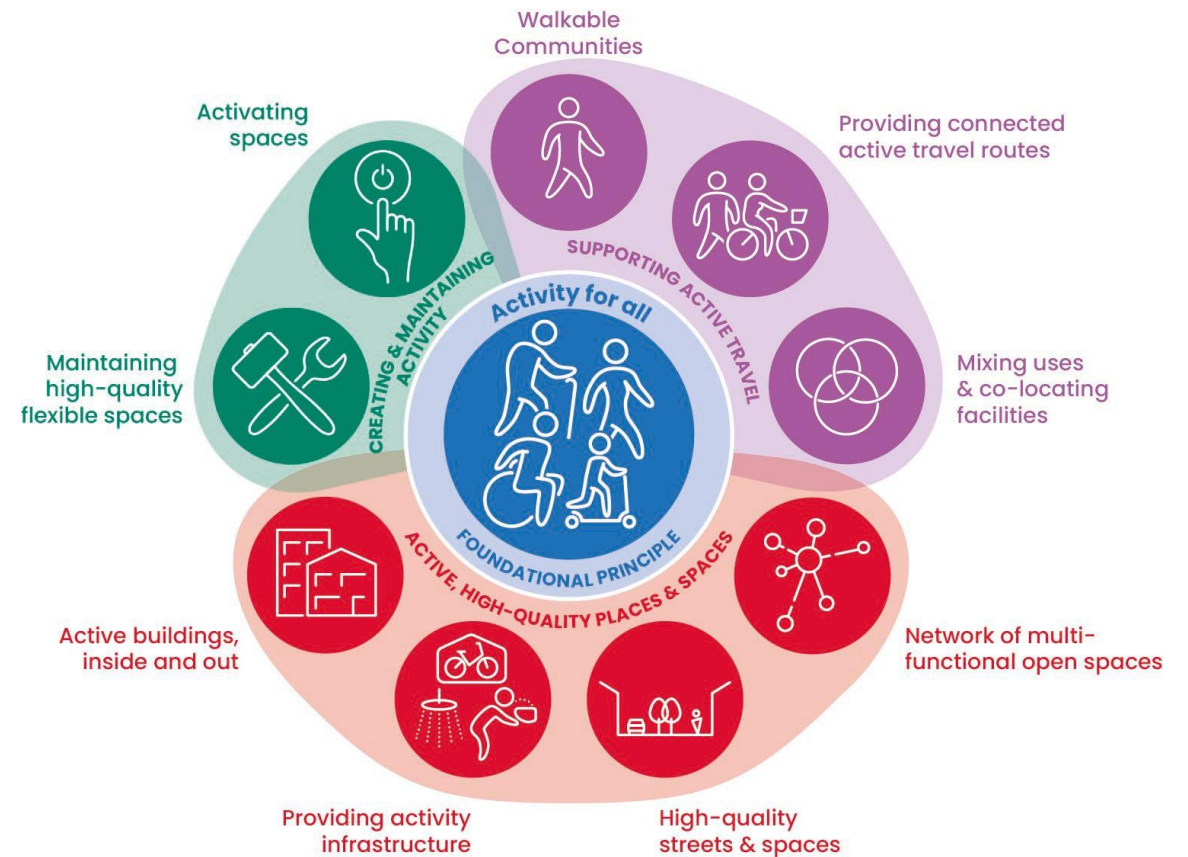 Walkable
Communities
Providing connected
active travel routes
Mixing uses
& co-locating
facilities
SUPPORTING ACTIVE TRAVEL
Network of multi-
functional open spaces
High-quality
streets & spaces
Providing activity
infrastructure
Active buildings,
inside and out
ACTIVE, HIGH-QUALITY PLACES & SPACES
Maintaining
high-quality
flexible spaces
Activating
spaces
CREATING & MAINTAINING
ACTIVITY
Activity for all
FOUNDATIONAL PRINCIPLE